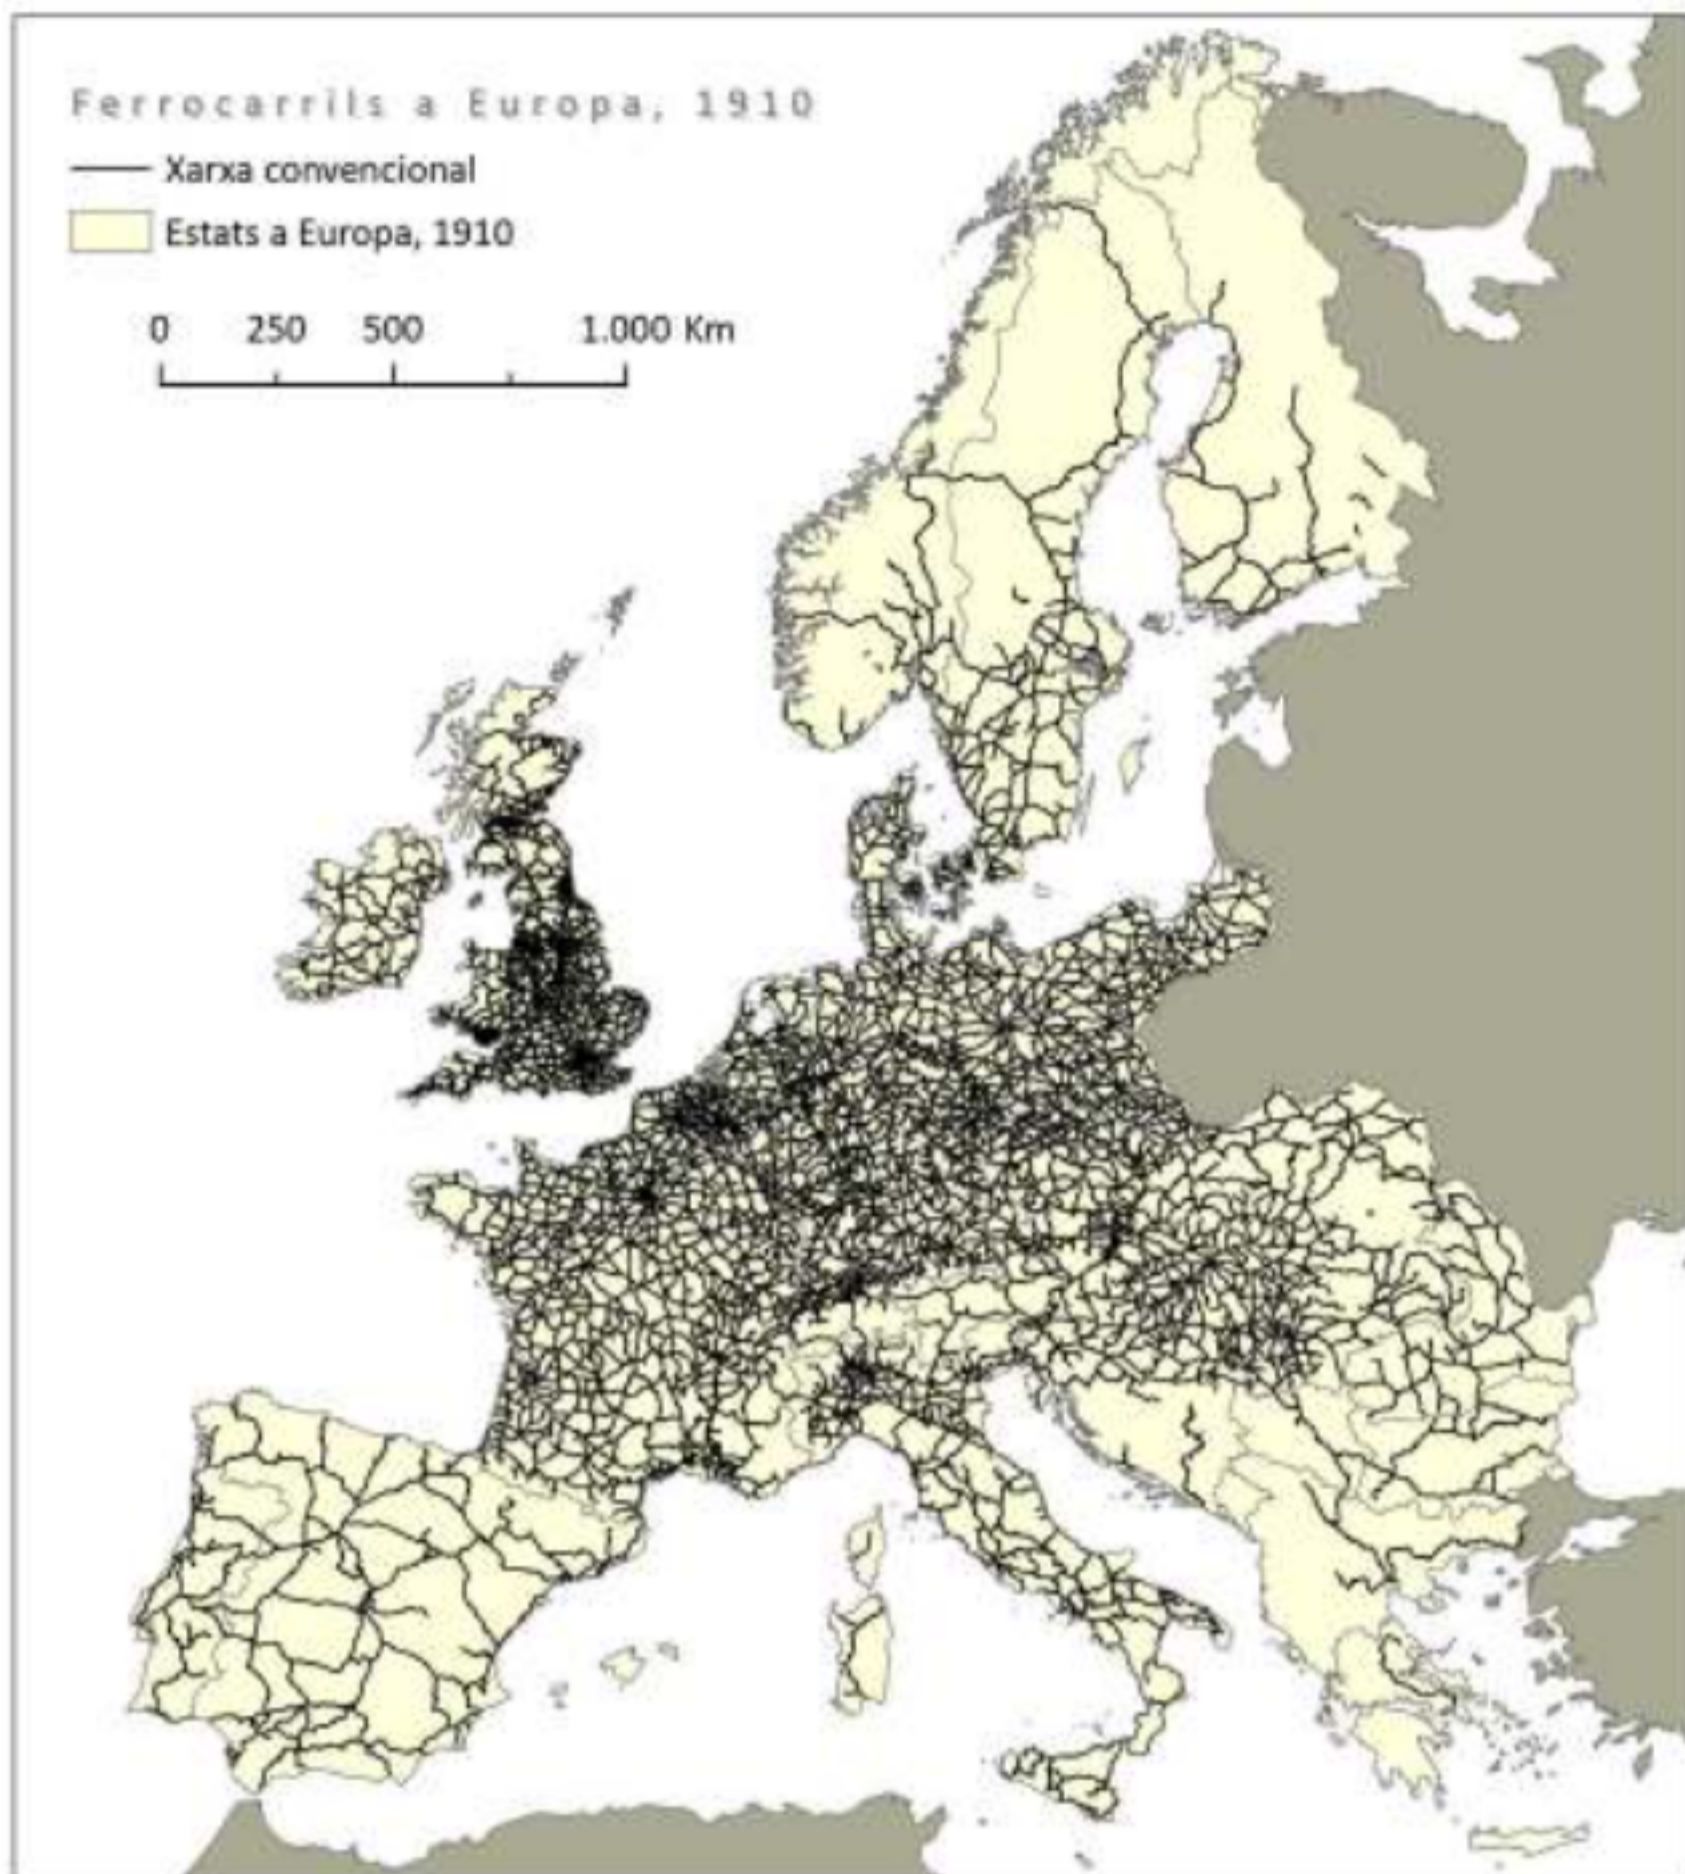 Ferrocarrils a Europa, 1910
Xarxa convencional
Estats a Europa, 1910
0 250 500 1.000 Km